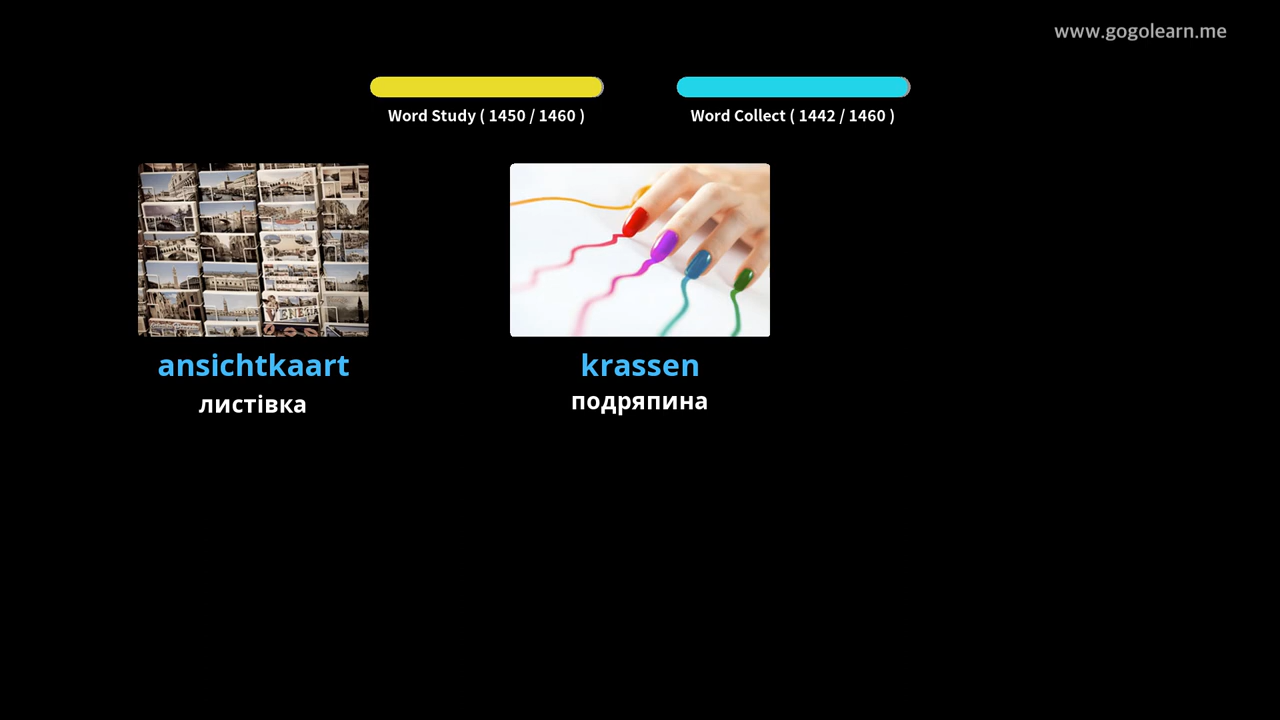 www.gogolearn.me
Word Study ( 1450 / 1460 )
Word Collect ( 1442 / 1460 )
ansichtkaart
листівка
krassen
подряпина